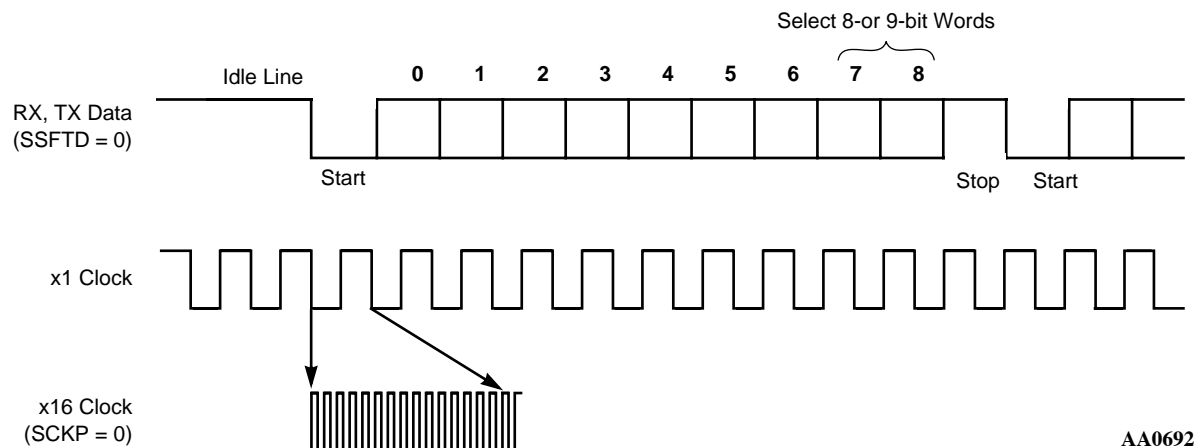 Select 8-or 9-bit Words
Idle Line
0 1 2 3 4 5 6 7 8
RX, TX Data
(SSFTD = 0)
Start
Stop
Start
x1 Clock
x16 Clock
(SCKP = 0)
AA0692